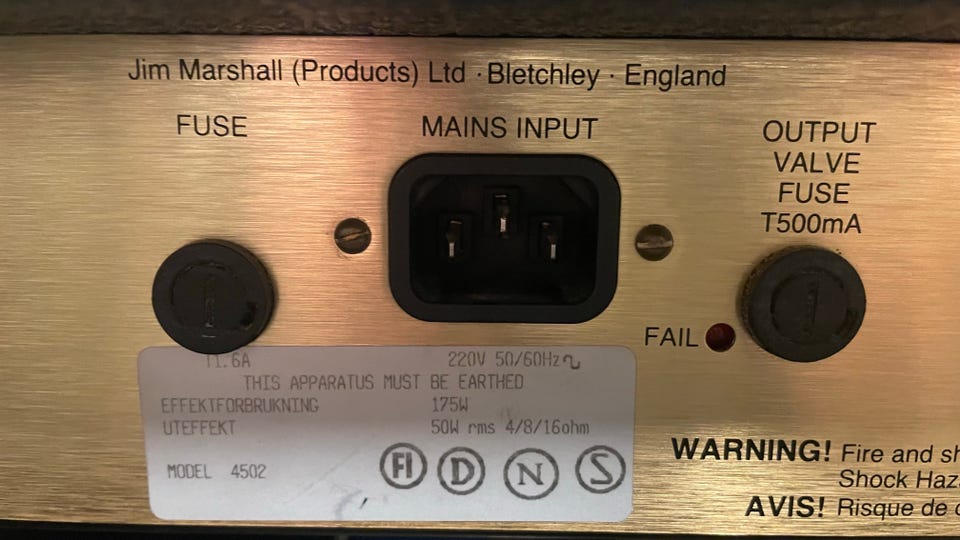 Jim Marshall (Products) Ltd · Bletchley · England
FUSE
MAINS INPUT
OUTPUT
VALVE
FUSE
T500mA
FAIL
T1.6A 220V 50/60Hz
THIS APPARATUS MUST BE EARTHED
EFFEKTFORBRUKNING 175W
UTEFFEKT 50W rms 4/8/16ohm
MODEL 4502
FI D N S
WARNING! Fire and
Shock
AVIS! Risque de